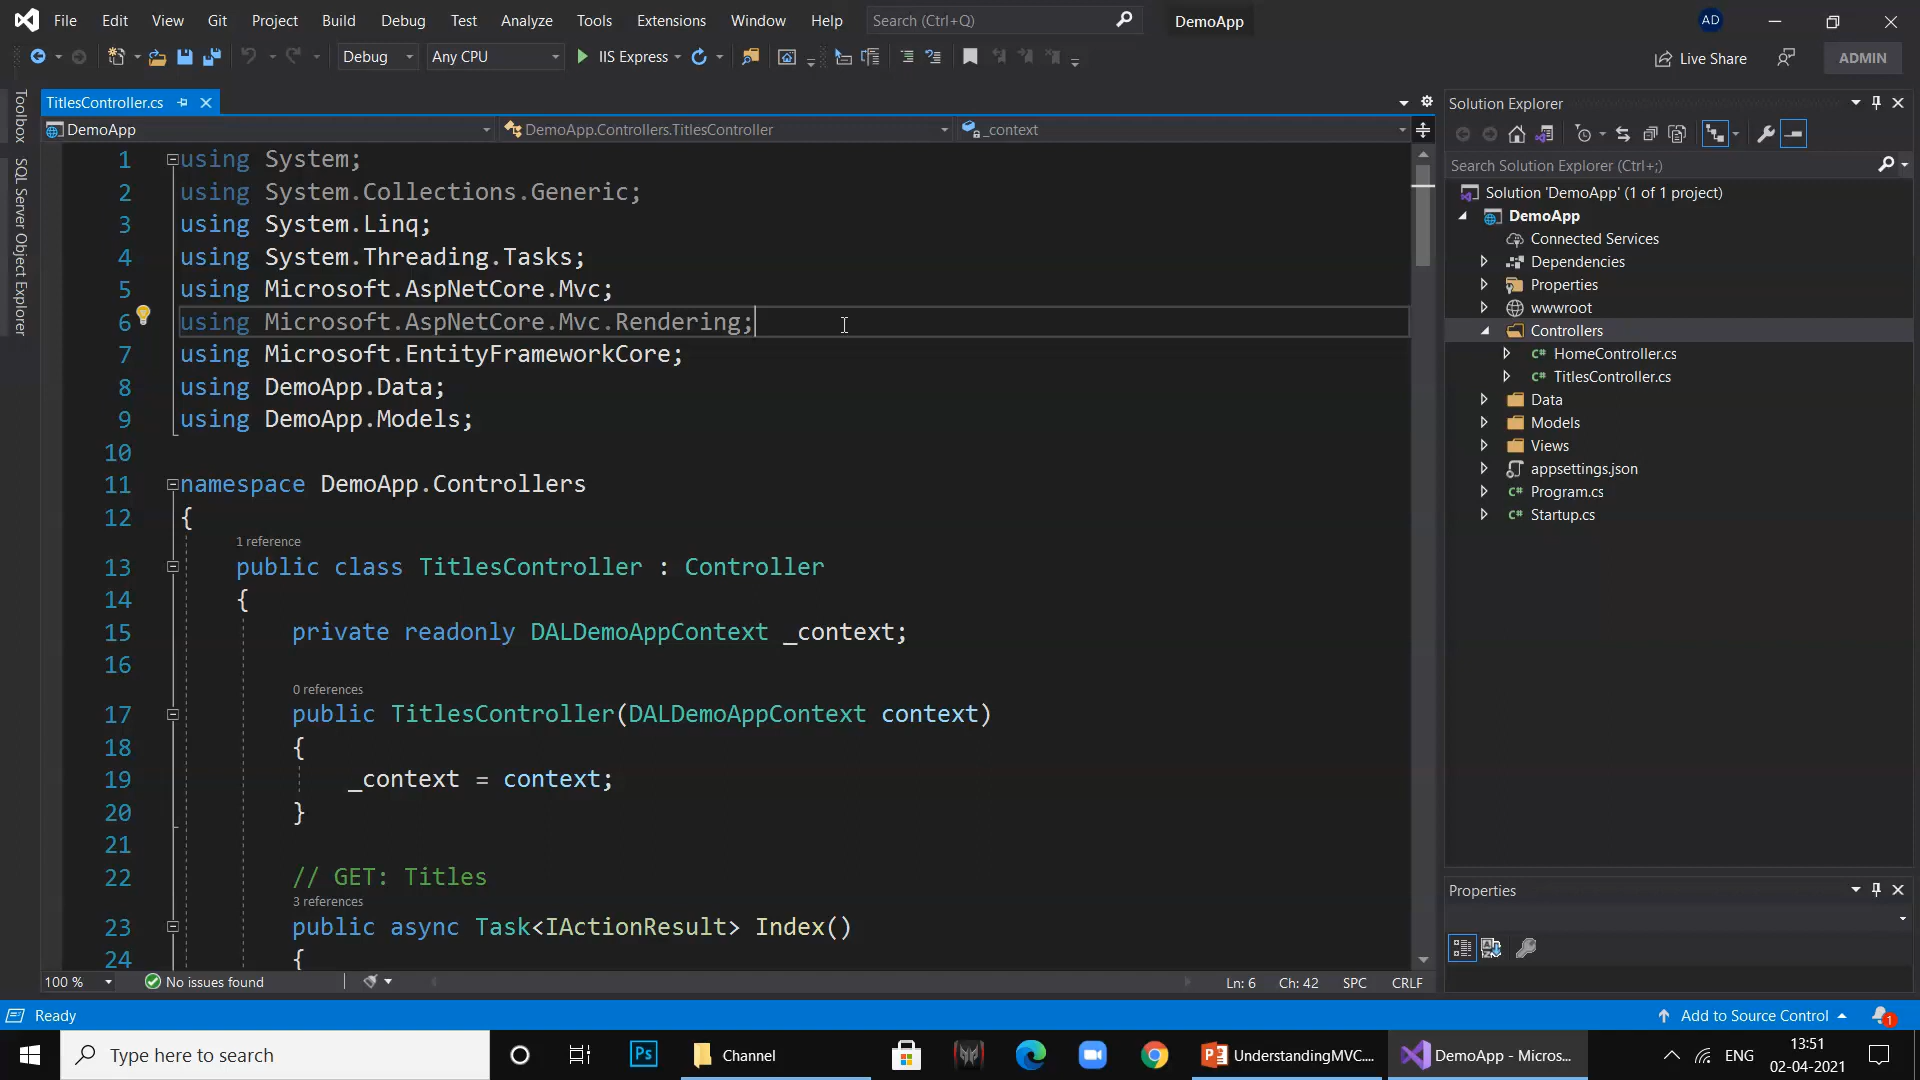 File Edit View Git Project Build Debug Test Analyze Tools Extensions Window Help Search (Ctrl+Q) DemoApp AD
Debug Any CPU IIS Express Live Share ADMIN
TitlesController.cs
DemoApp DemoApp.Controllers.TitlesController _context
Toolbox
SQL Server Object Explorer
1 using System;
2 using System.Collections.Generic;
3 using System.Linq;
4 using System.Threading.Tasks;
5 using Microsoft.AspNetCore.Mvc;
6 using Microsoft.AspNetCore.Mvc.Rendering;
7 using Microsoft.EntityFrameworkCore;
8 using DemoApp.Data;
9 using DemoApp.Models;
10
11 namespace DemoApp.Controllers
12 {
1 reference
13 public class TitlesController : Controller
14 {
15 private readonly DALDemoAppContext _context;
16
0 references
17 public TitlesController(DALDemoAppContext context)
18 {
19 _context = context;
20 }
21
22 // GET: Titles
3 references
23 public async Task<IActionResult> Index()
24 {
100 % No issues found Ln: 6 Ch: 42 SPC CRLF
Solution Explorer
Search Solution Explorer (Ctrl+;)
Solution 'DemoApp' (1 of 1 project)
DemoApp
Connected Services
Dependencies
Properties
wwwroot
Controllers
C# HomeController.cs
C# TitlesController.cs
Data
Models
Views
appsettings.json
C# Program.cs
C# Startup.cs
Properties
Ready Add to Source Control 1
Type here to search Ps Channel UnderstandingMVC.... DemoApp - Micros... ENG 13:51
02-04-2021